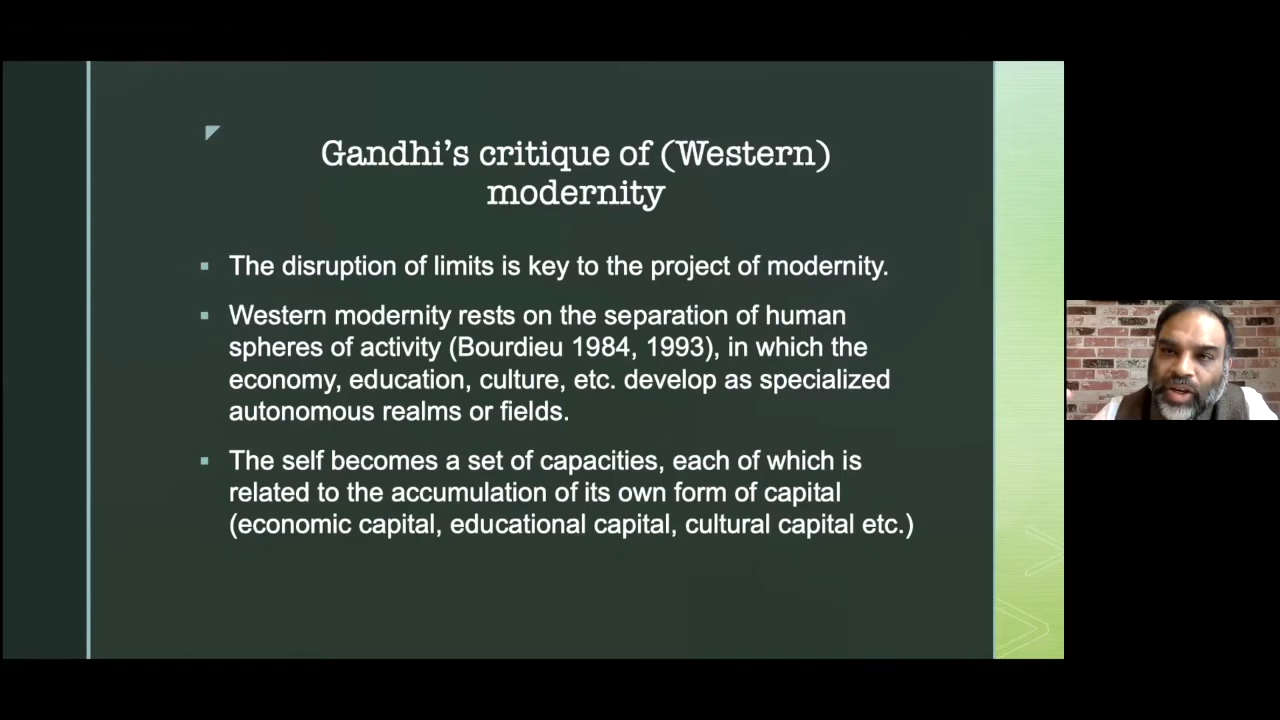 Gandhi's critique of (Western)
modernity
▪ The disruption of limits is key to the project of modernity.
▪ Western modernity rests on the separation of human
spheres of activity (Bourdieu 1984, 1993), in which the
economy, education, culture, etc. develop as specialized
autonomous realms or fields.
▪ The self becomes a set of capacities, each of which is
related to the accumulation of its own form of capital
(economic capital, educational capital, cultural capital etc.)